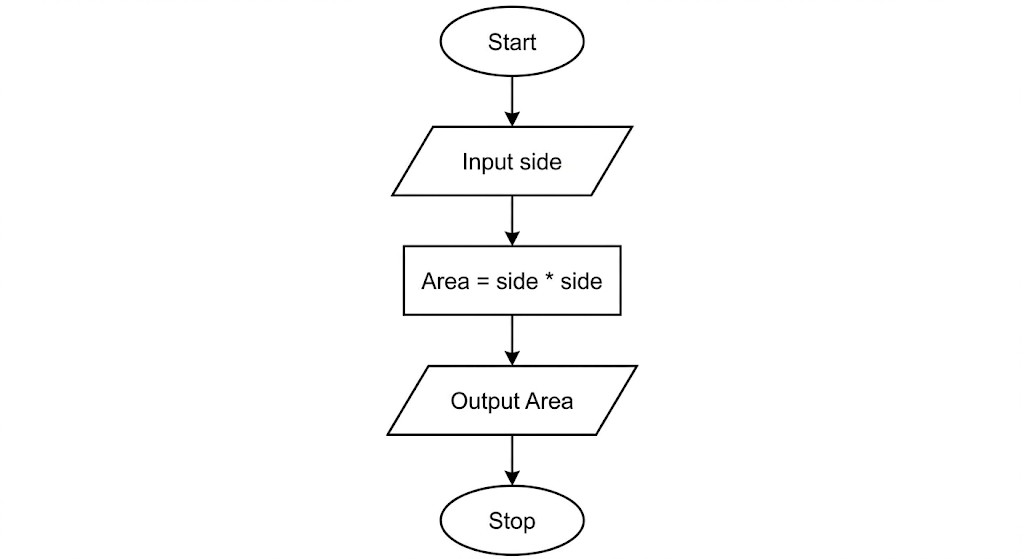 Start
Input side
Area = side * side
Output Area
Stop